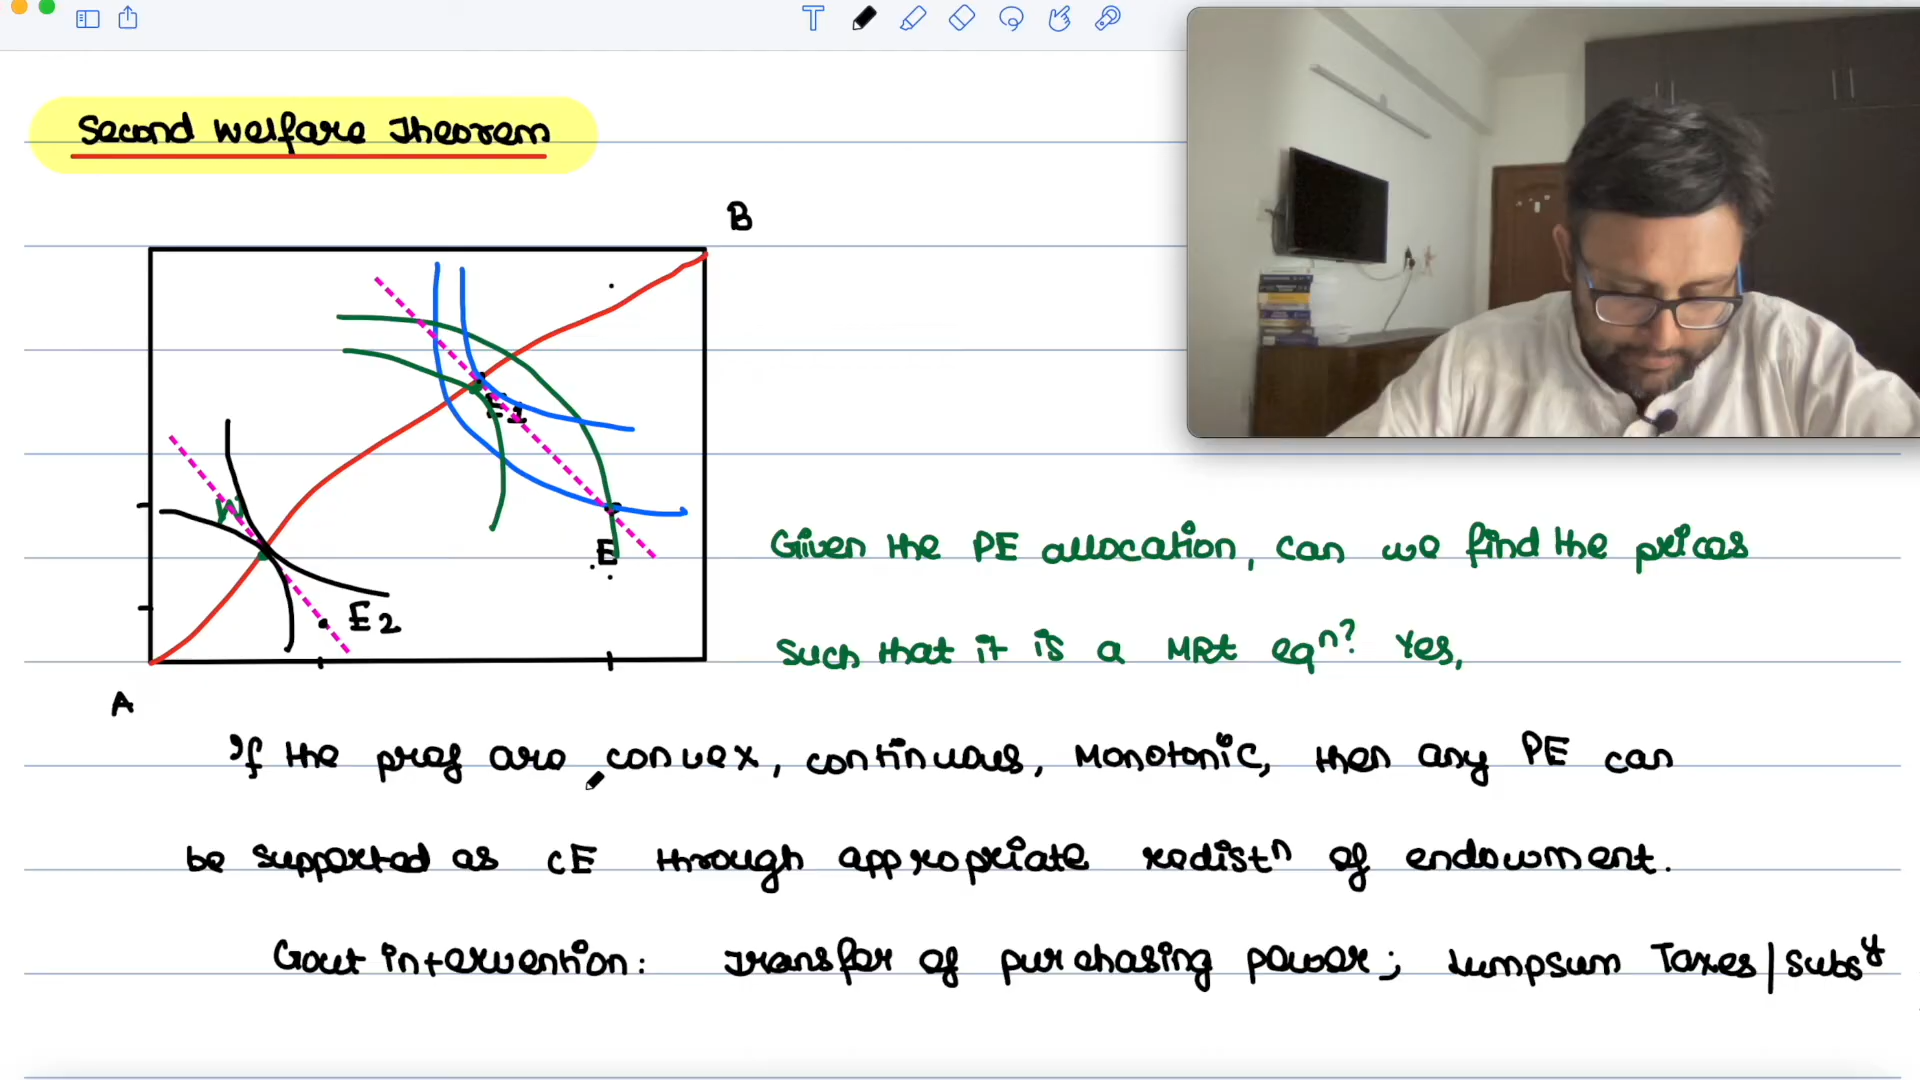 Second Welfare Theorem
B
E1
W
E
E2
A
Given the PE allocation, can we find the prices
Such that it is a MRt eqⁿ? Yes,
If the pref are convex, continuous, Monotonic, then any PE can
be supported as CE through appropriate redistⁿ of endowment.
Govt intervention: Transfer of purchasing power; Lumpsum Taxes/Subsʸ